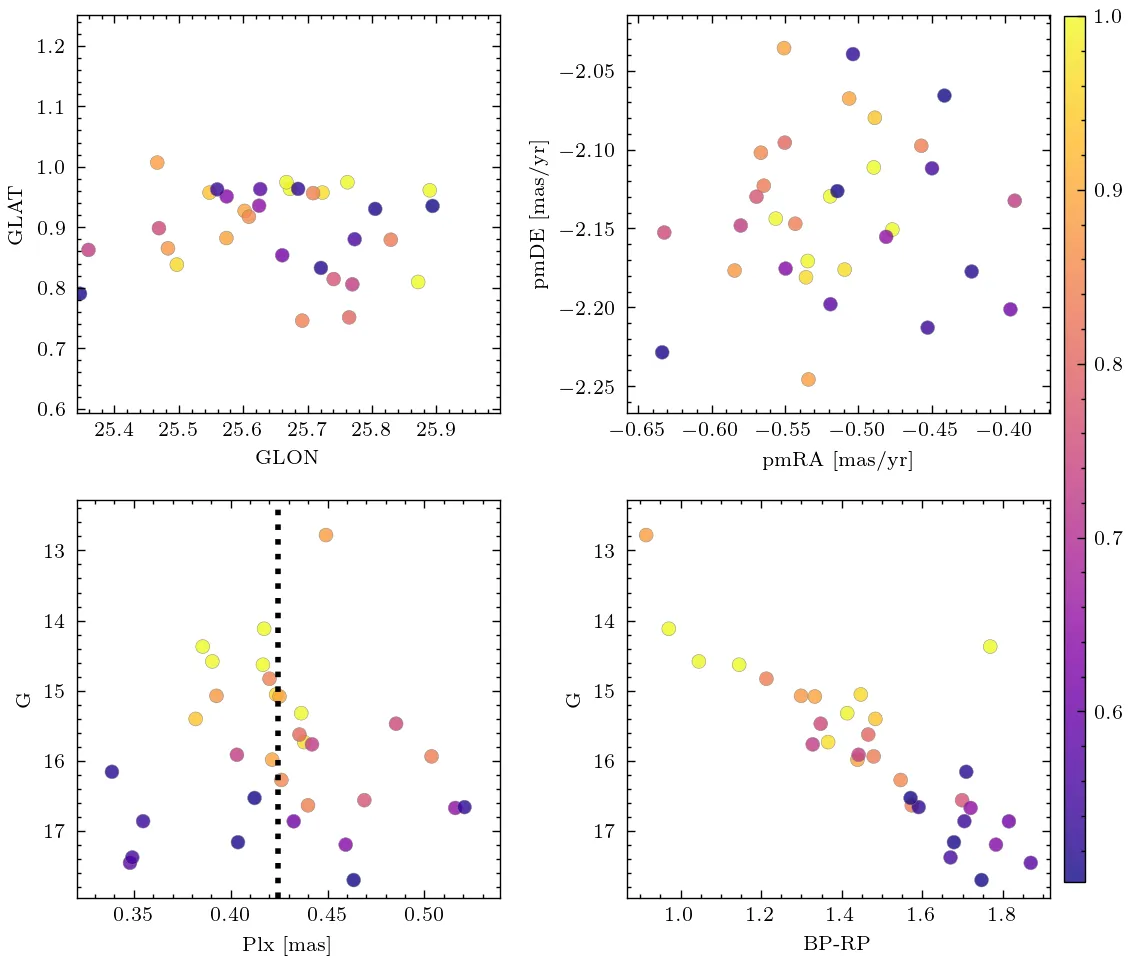 1.2
1.1
1.0
0.9
0.8
0.7
0.6
GLAT
25.4 25.5 25.6 25.7 25.8 25.9
GLON
−2.05
−2.10
−2.15
−2.20
−2.25
pmDE [mas/yr]
−0.65 −0.60 −0.55 −0.50 −0.45 −0.40
pmRA [mas/yr]
13
14
15
16
17
G
0.35 0.40 0.45 0.50
Plx [mas]
13
14
15
16
17
G
1.0 1.2 1.4 1.6 1.8
BP-RP
1.0
0.9
0.8
0.7
0.6